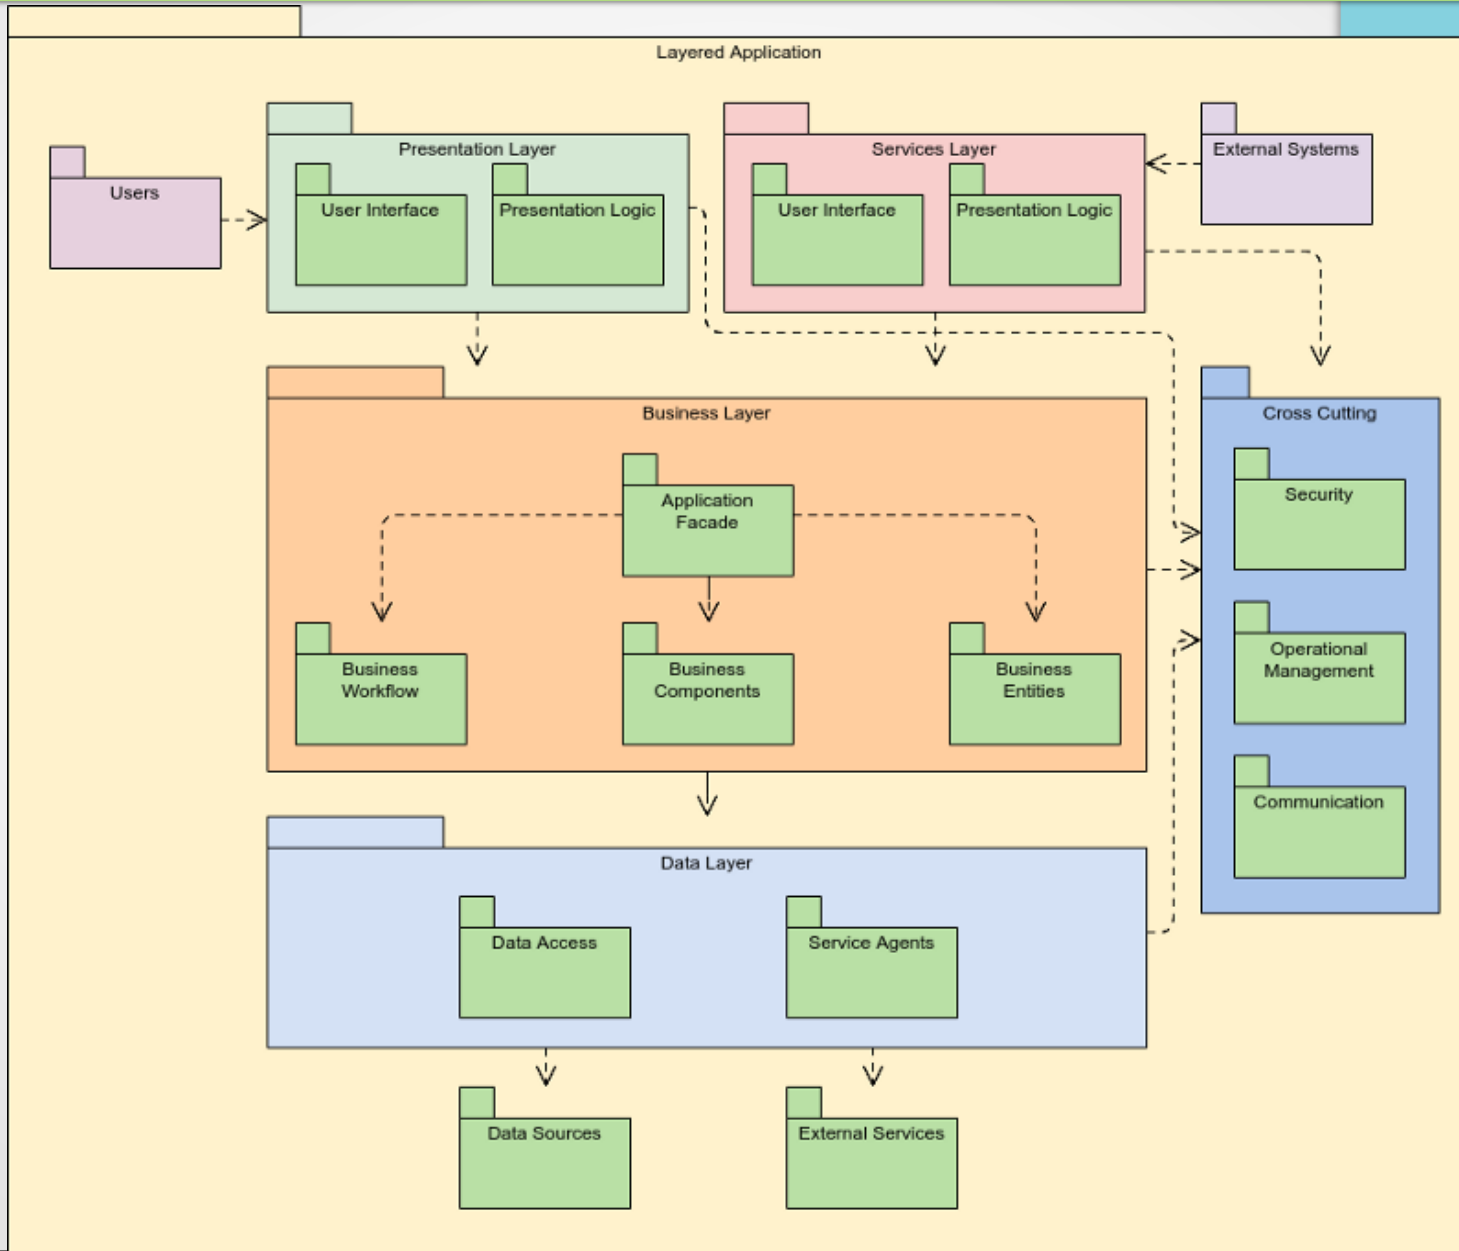 Layered Application
Presentation Layer
Services Layer
External Systems
Users
User Interface
Presentation Logic
User Interface
Presentation Logic
Business Layer
Cross Cutting
Application
Facade
Security
Business
Workflow
Business
Components
Business
Entities
Operational
Management
Communication
Data Layer
Data Access
Service Agents
Data Sources
External Services